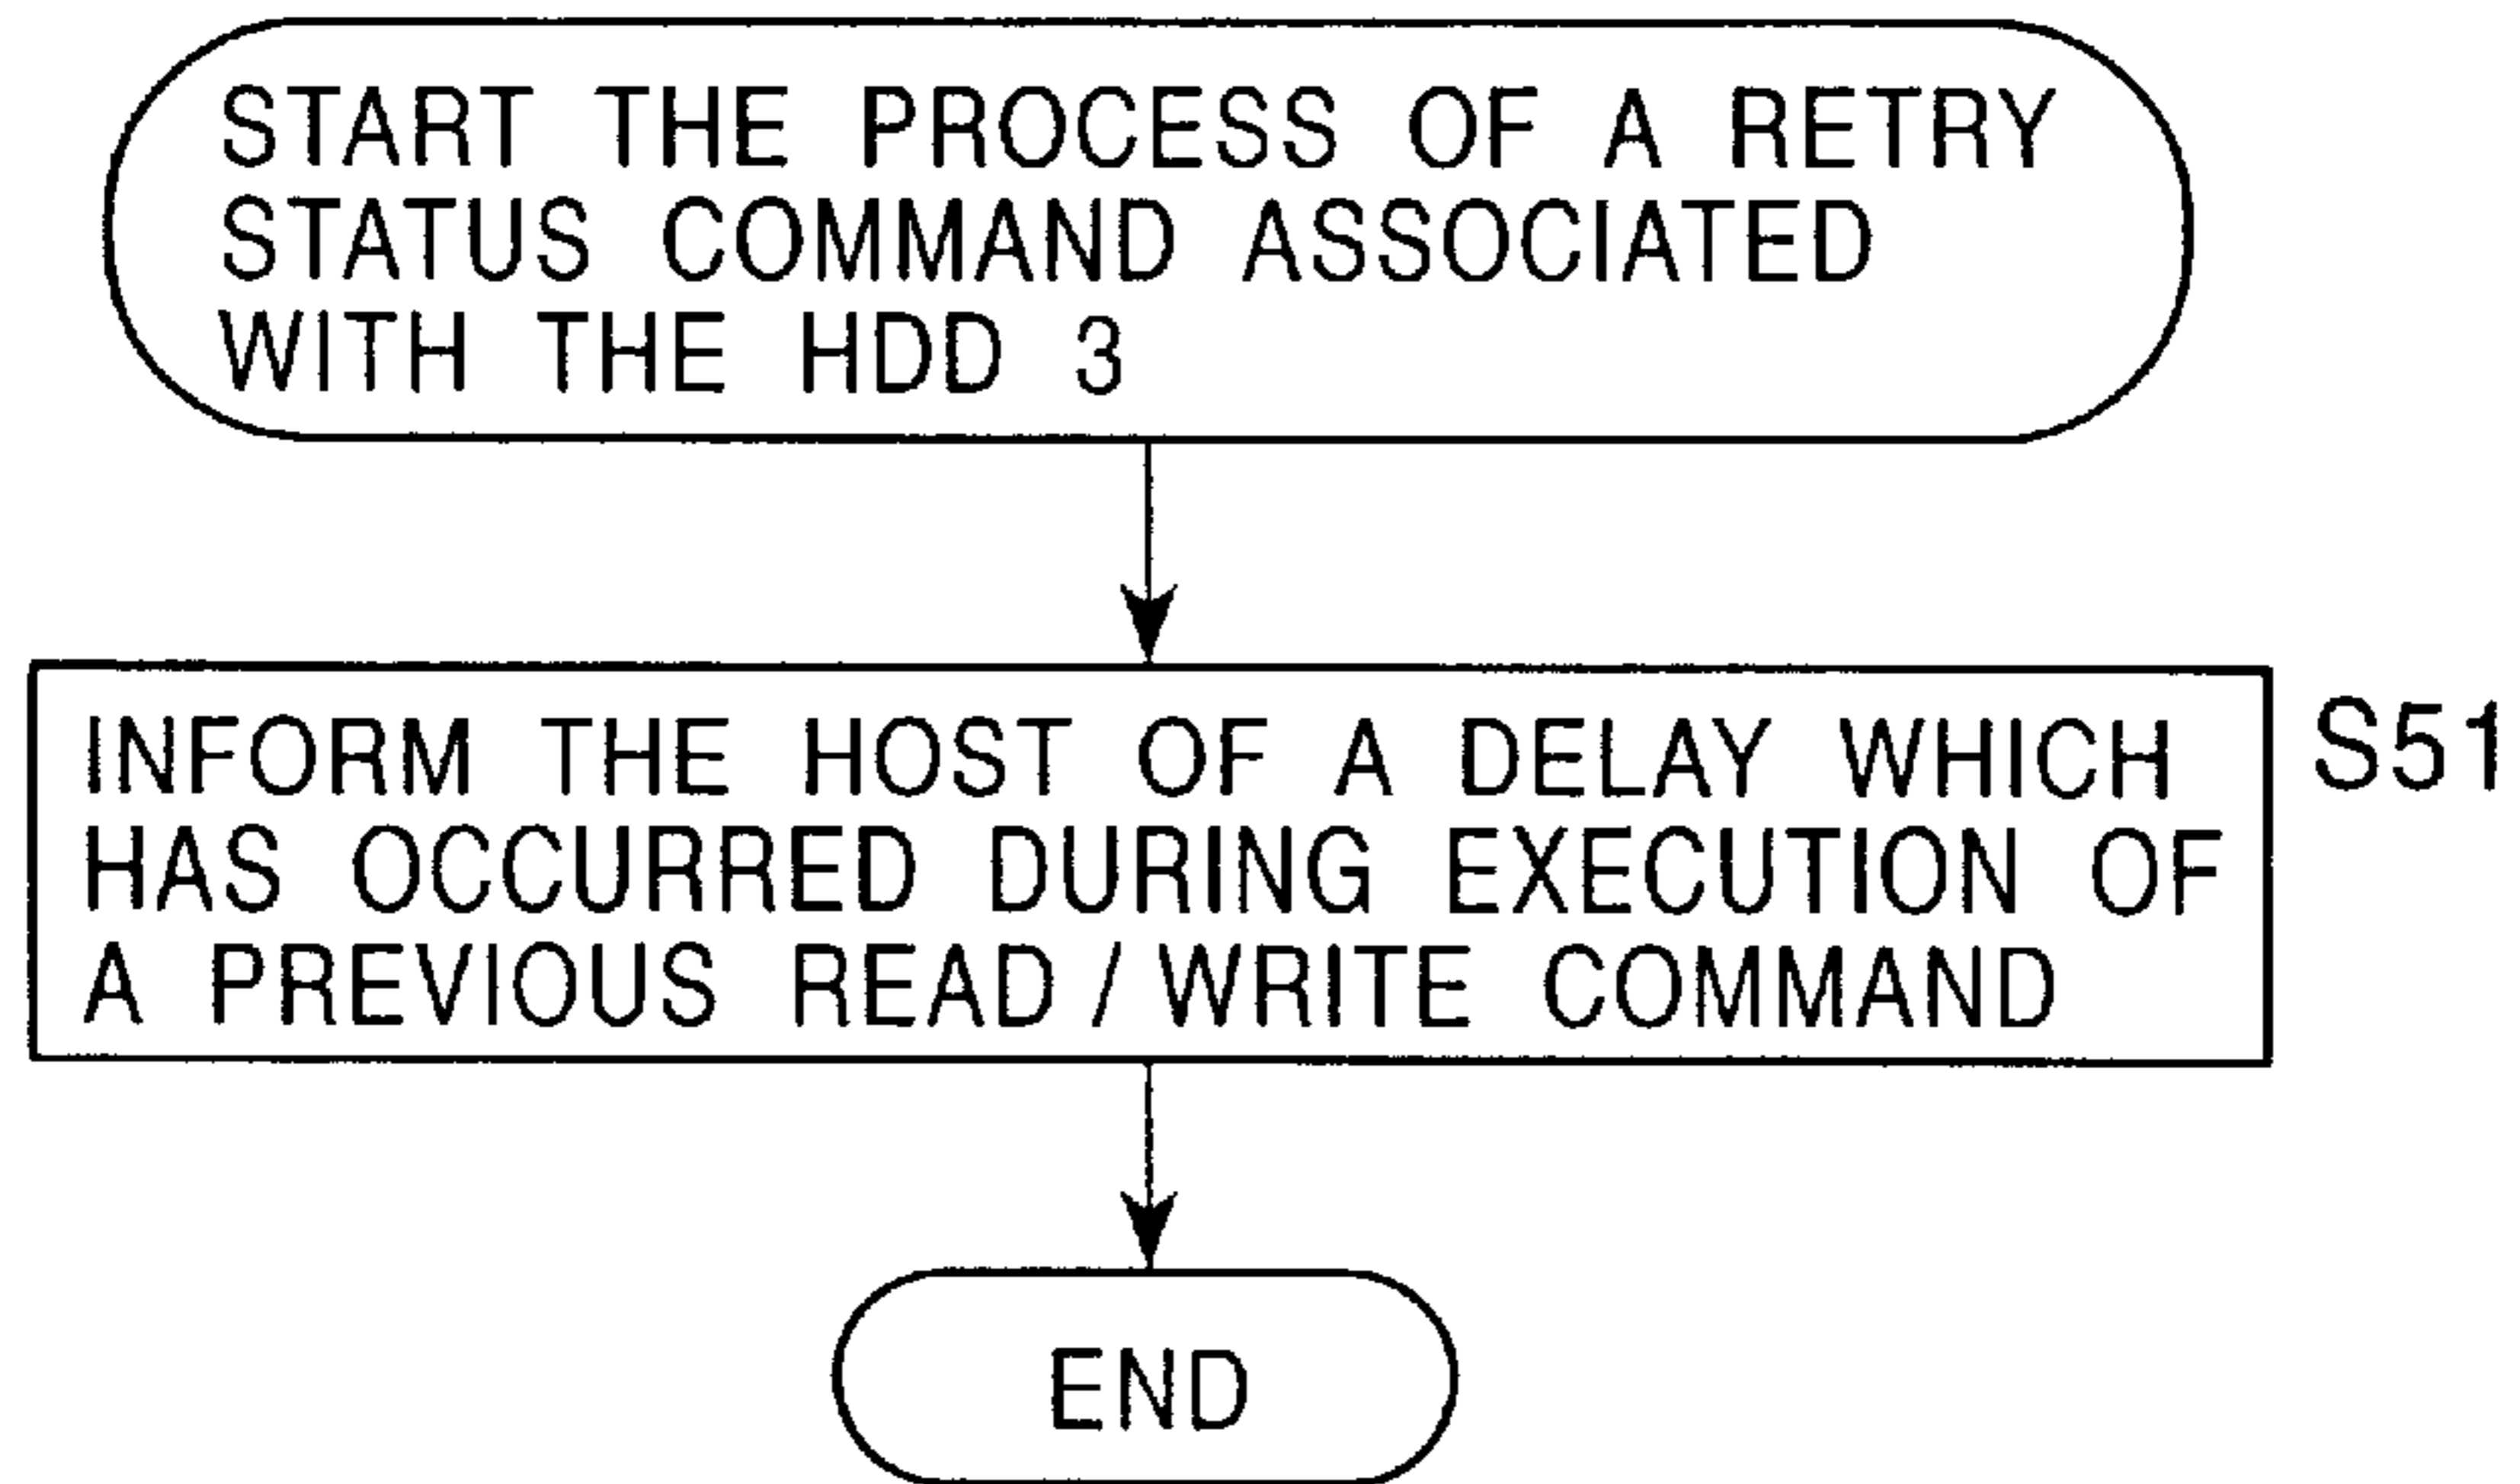 START THE PROCESS OF A RETRY
STATUS COMMAND ASSOCIATED
WITH THE HDD 3
INFORM THE HOST OF A DELAY WHICH
HAS OCCURRED DURING EXECUTION OF
A PREVIOUS READ/WRITE COMMAND
S51
END